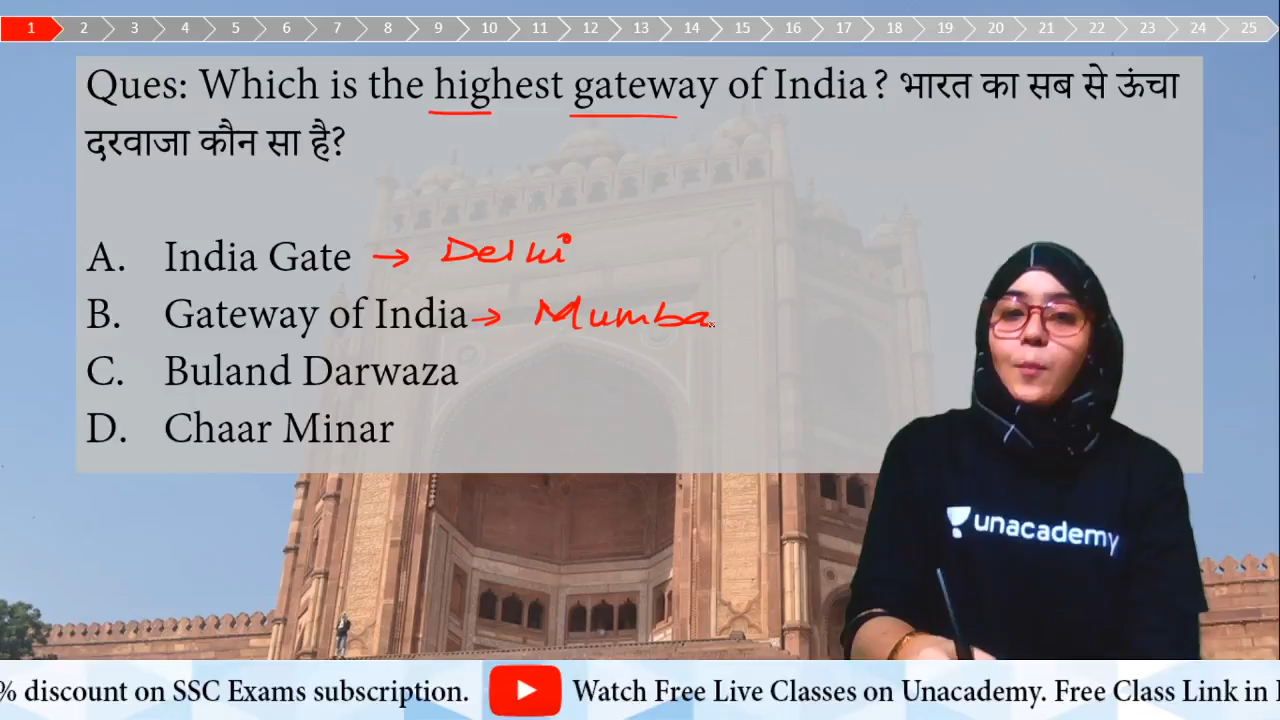 1 2 3 4 5 6 7 8 9 10 11 12 13 14 15 16 17 18 19 20 21 22 23 24 25
Ques: Which is the highest gateway of India? भारत का सब से ऊंचा
दरवाजा कौन सा है?
A. India Gate → Delhi
B. Gateway of India → Mumba
C. Buland Darwaza
D. Chaar Minar
unacademy
% discount on SSC Exams subscription. Watch Free Live Classes on Unacademy. Free Class Link in